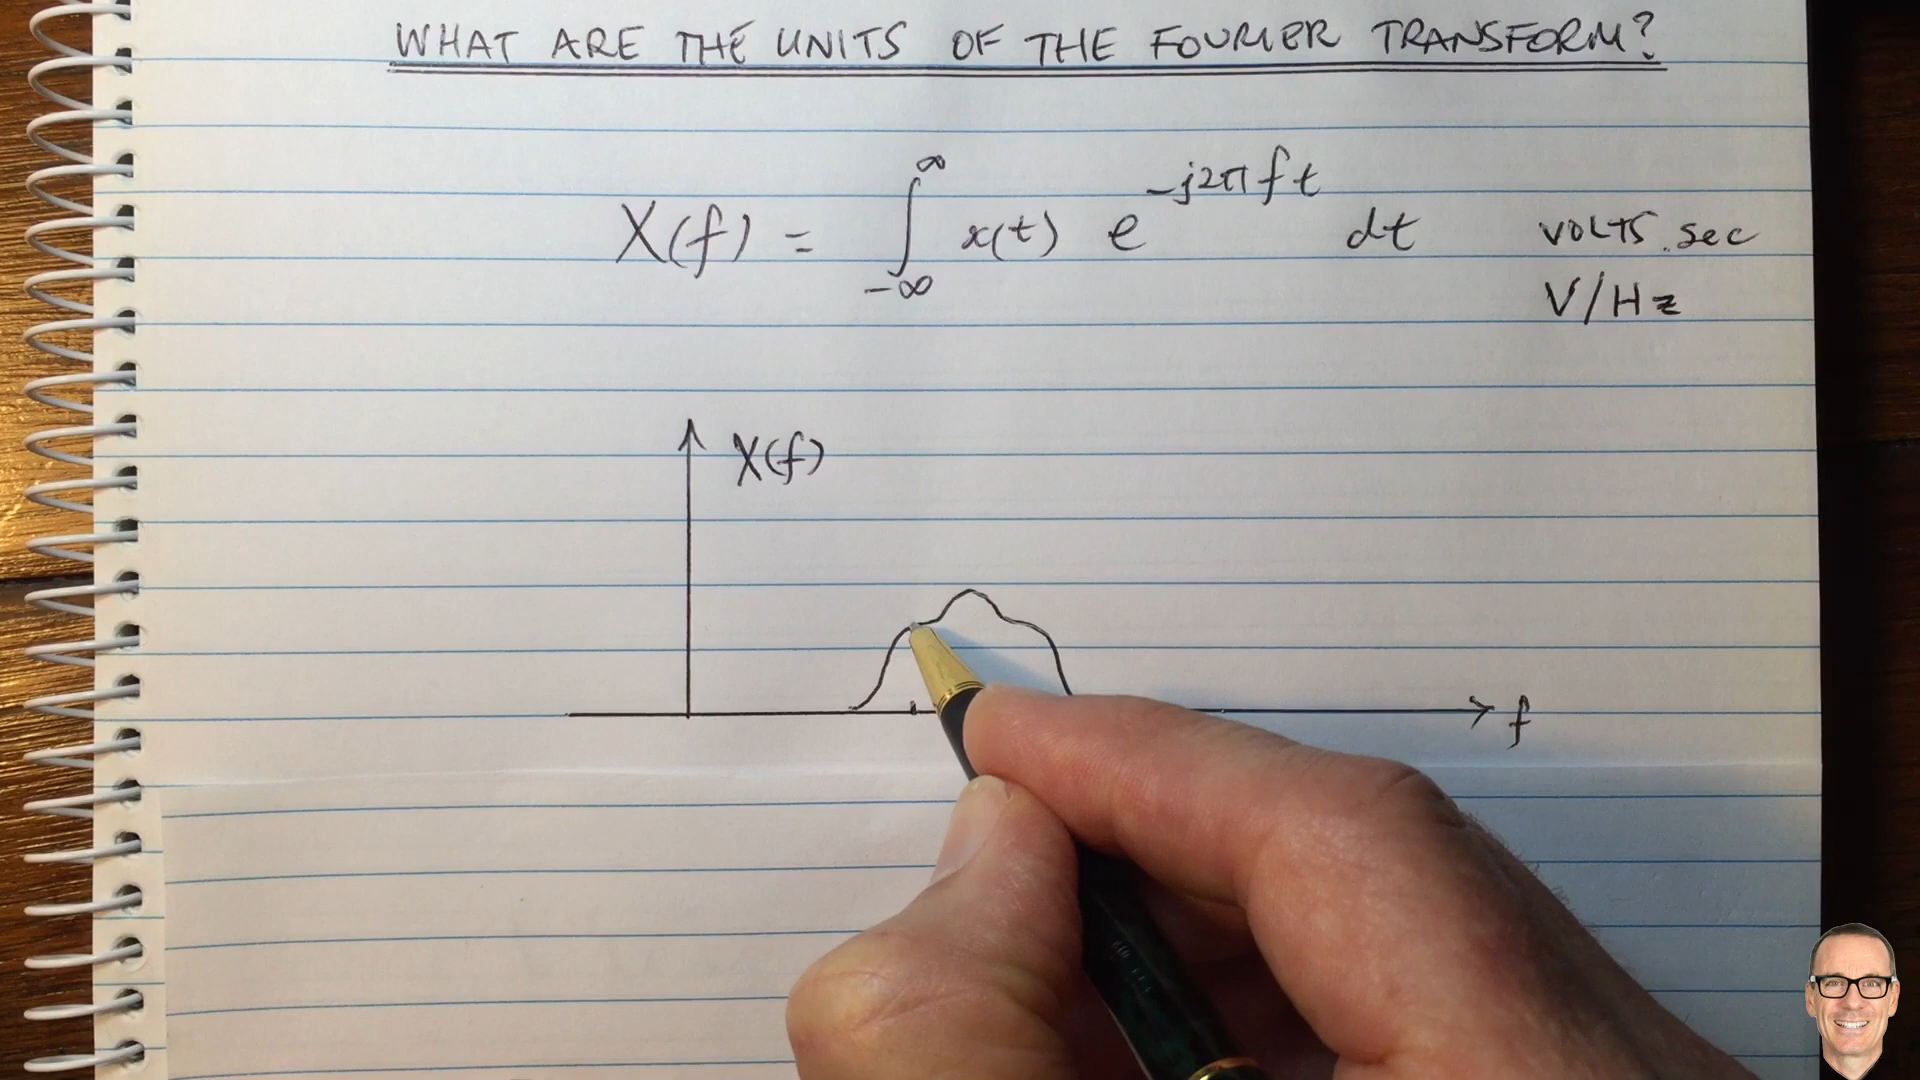 WHAT ARE THE UNITS OF THE FOURIER TRANSFORM?
X(f) = ∫_{-∞}^{∞} x(t) e^{-j2πft} dt VOLTS.sec
V/Hz
X(f)
f